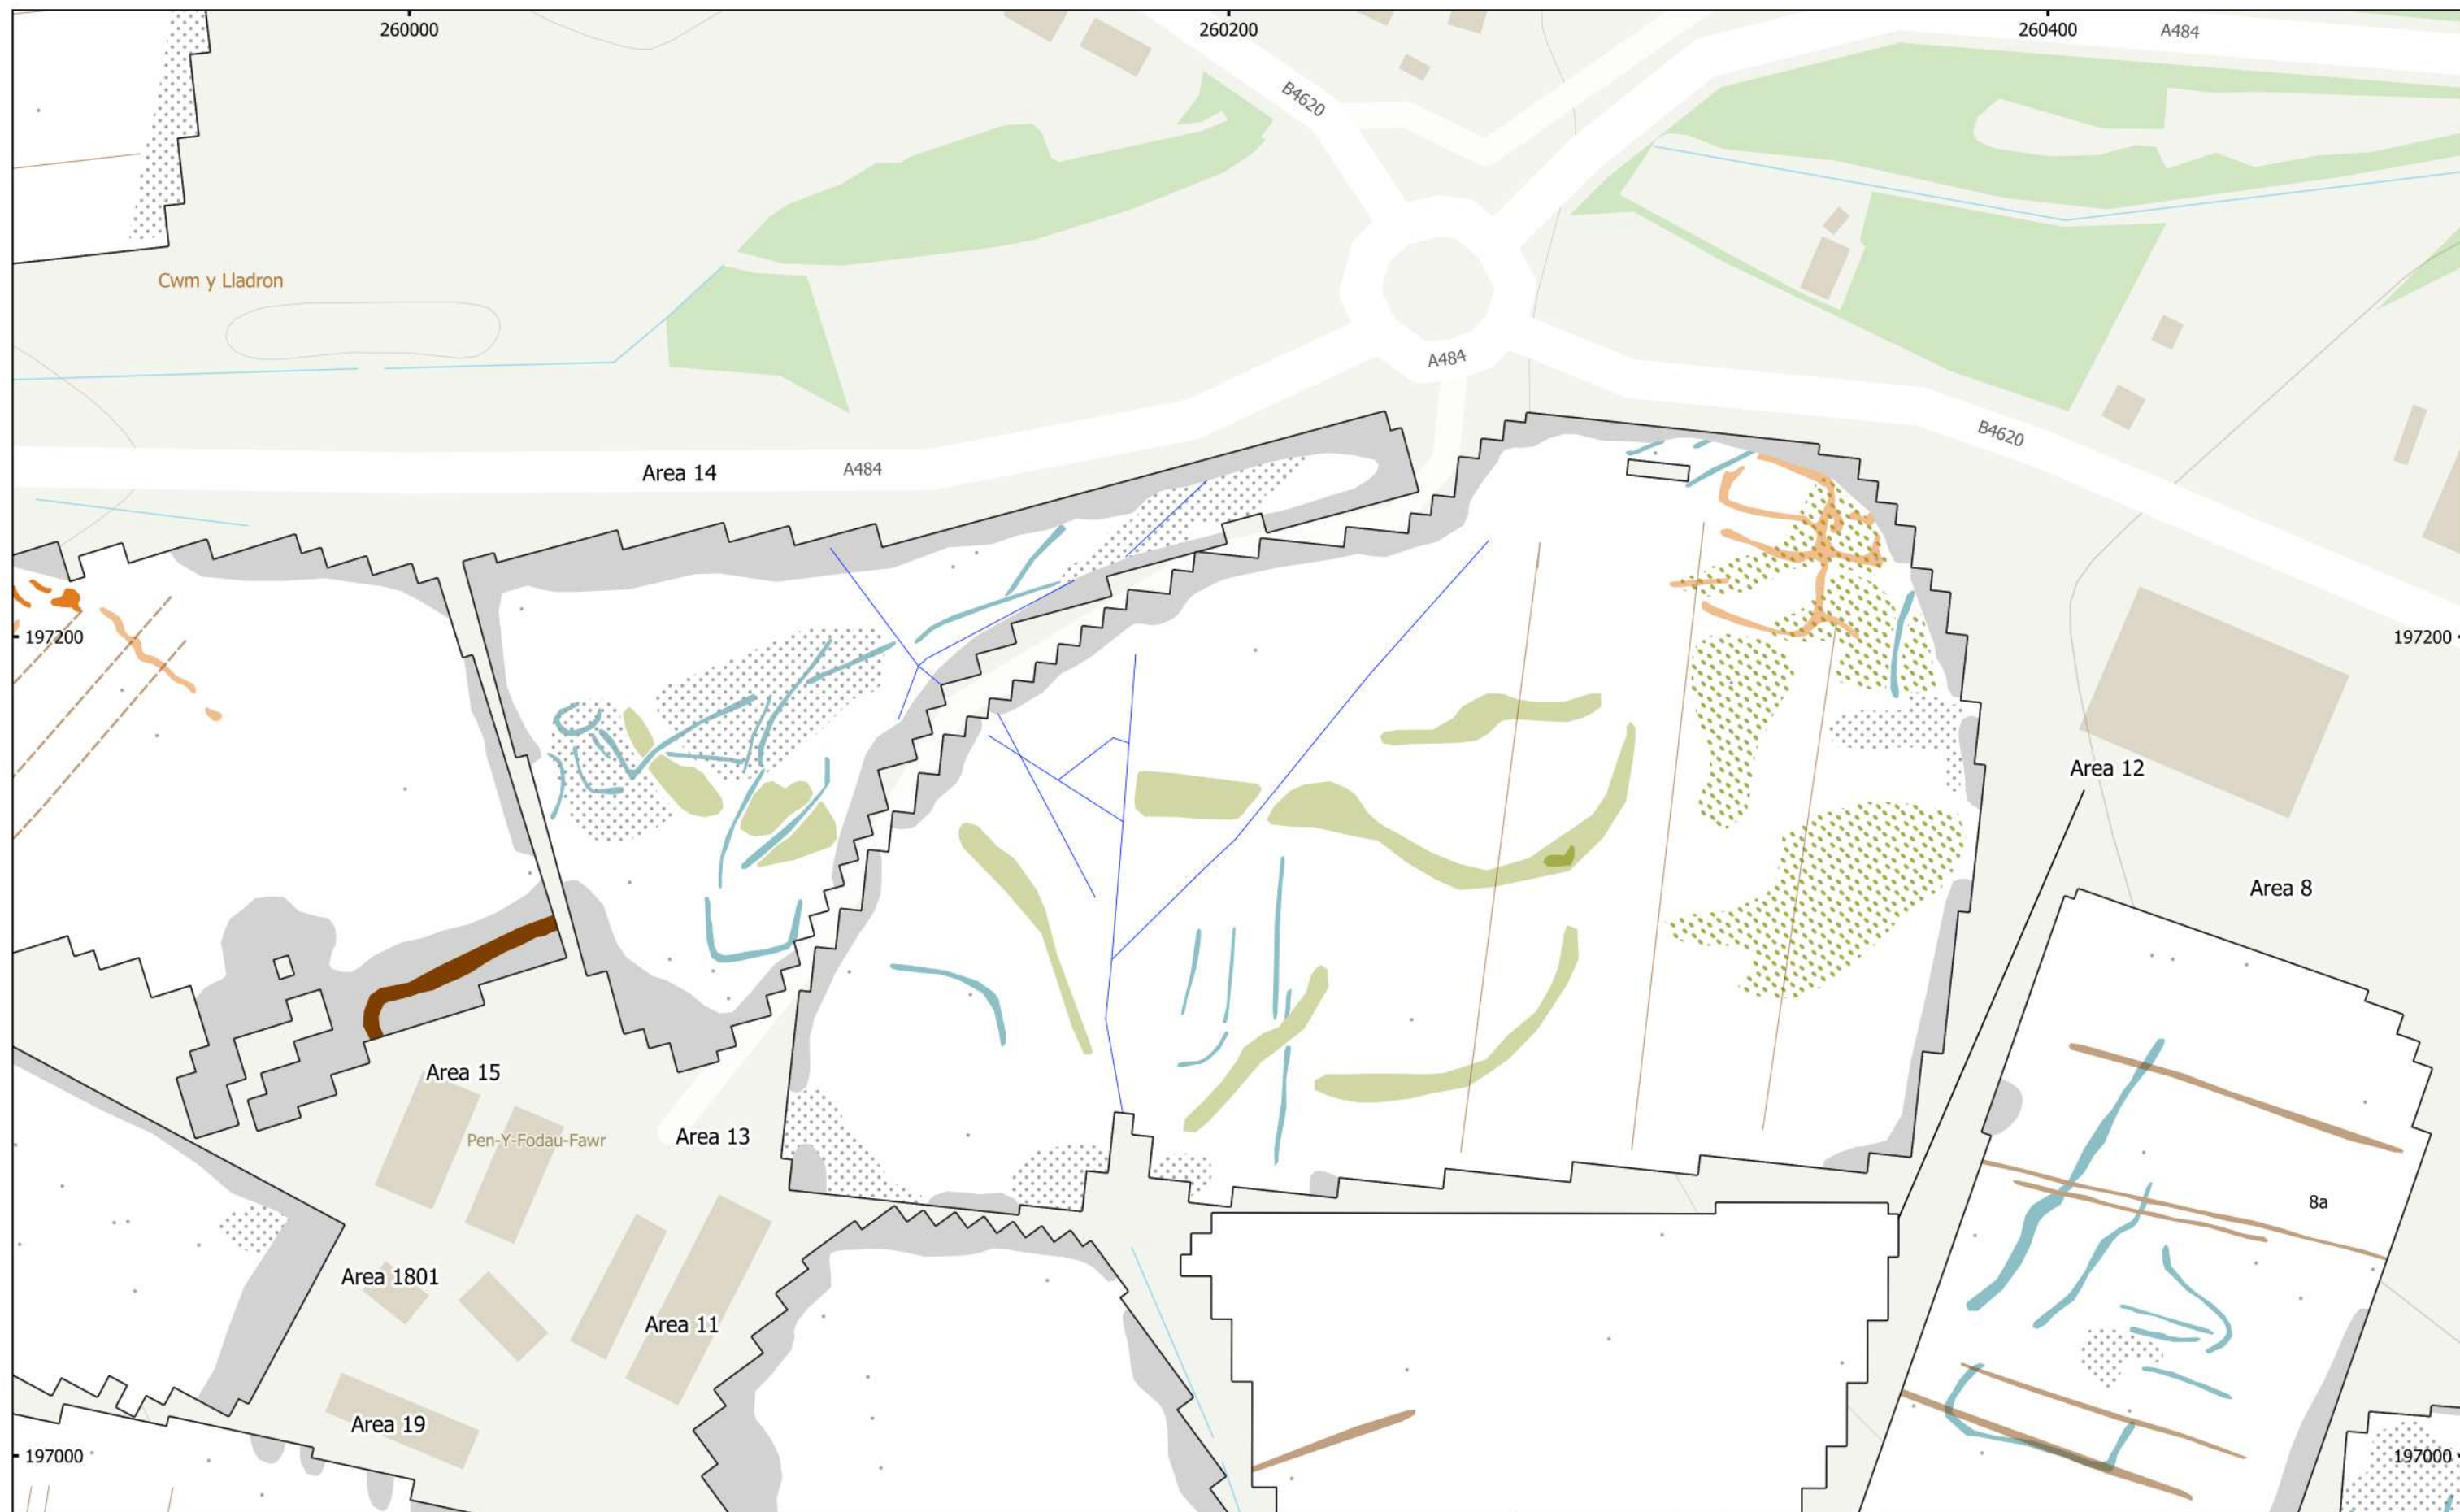 260000
260200
260400
A484
B4620
Cwm y Lladron
A484
B4620
Area 14
A484
197200
197200
Area 12
Area 8
Area 15
Pen-Y-Fodau-Fawr
Area 13
8a
Area 1801
Area 11
Area 19
197000
197000